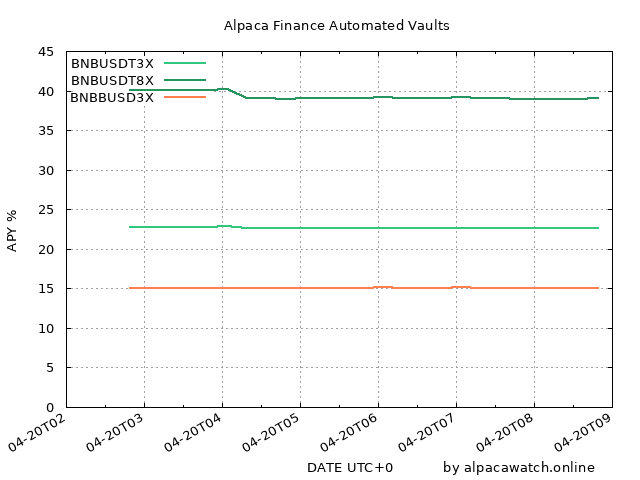 Alpaca Finance Automated Vaults
45
BNBUSDT3X
BNBUSDT8X
40
BNBBUSD3X
35
30
25
APY %
20
15
10
5
0
04-20T02 04-20T03 04-20T04 04-20T05 04-20T06 04-20T07 04-20T08 04-20T09
DATE UTC+0 by alpacawatch.online